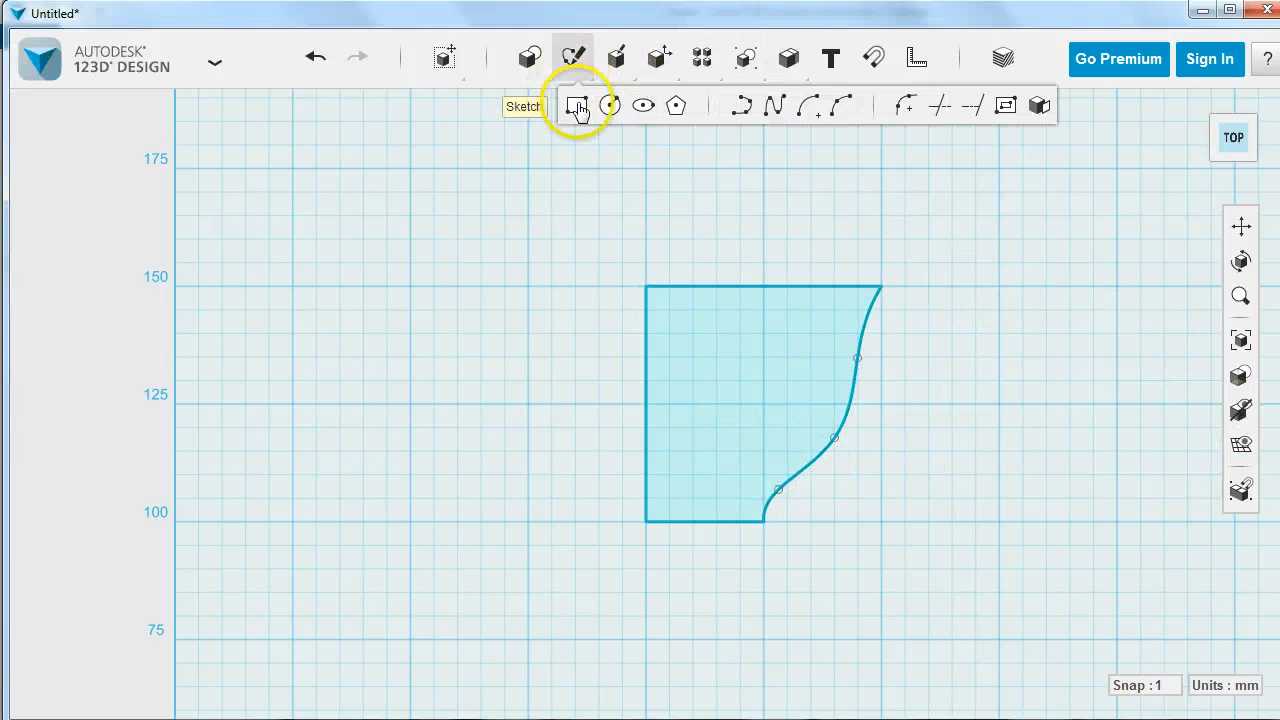 Untitled*
AUTODESK®
123D® DESIGN
Go Premium
Sign In
?
Sketch
TOP
175
150
125
100
75
Snap : 1
Units : mm